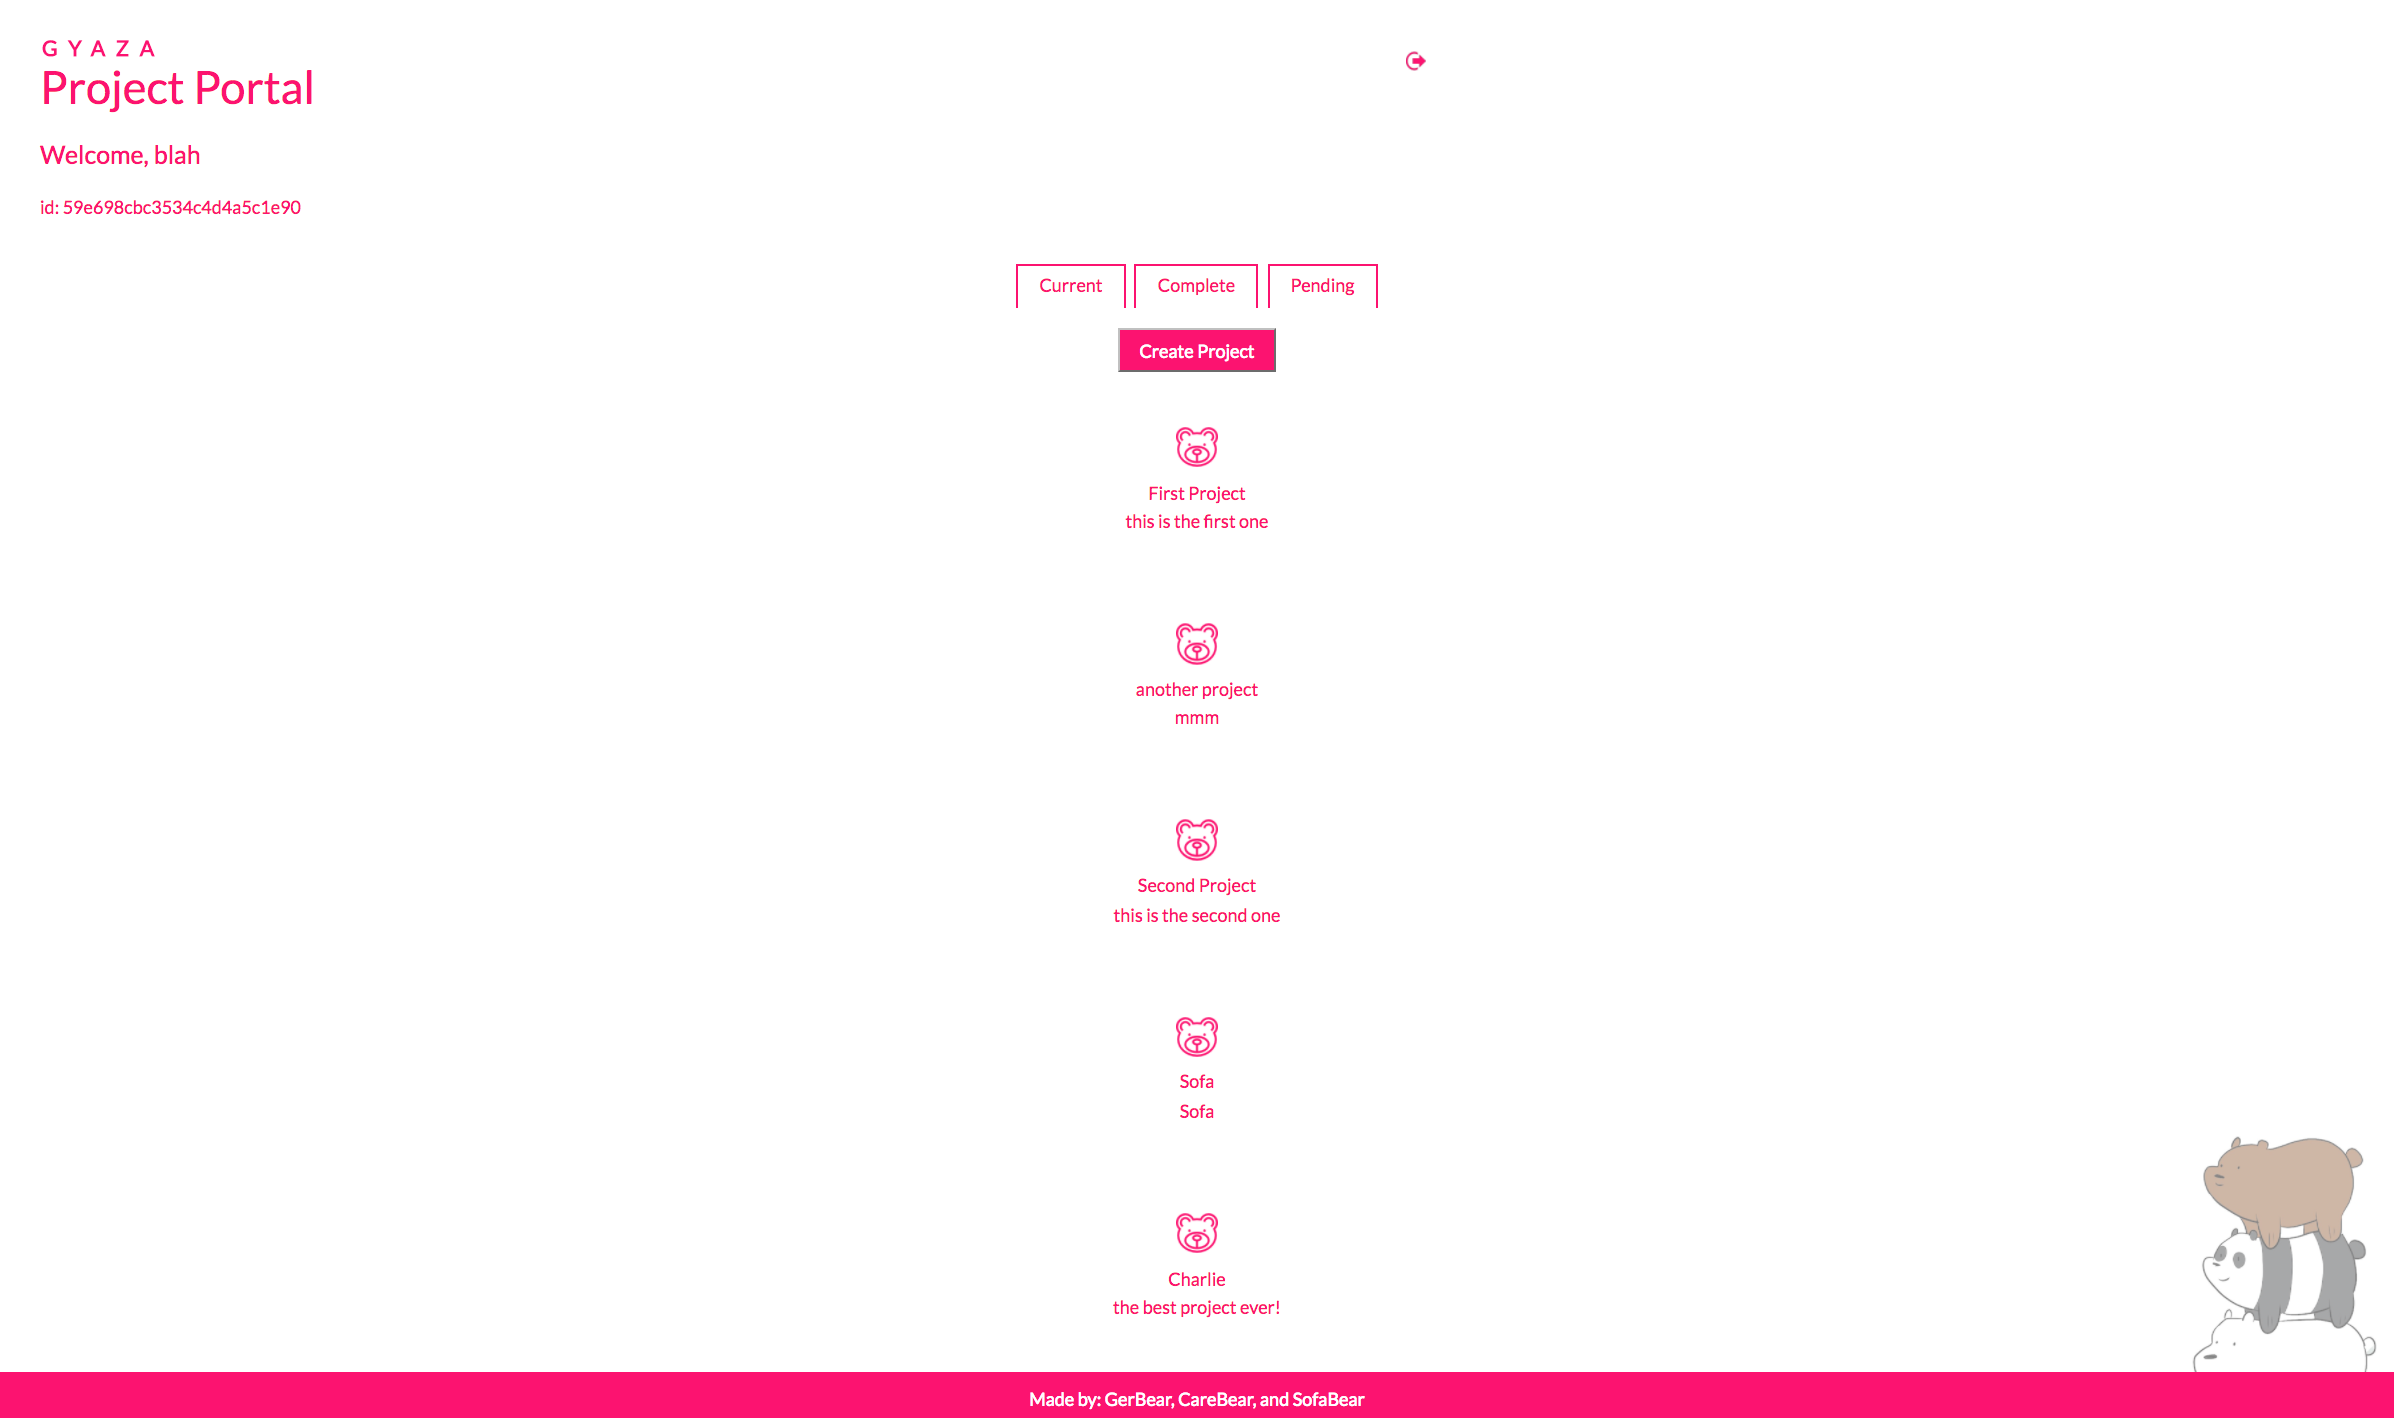 GYAZA
Project Portal
Welcome, blah
id: 59e698cbc3534c4d4a5c1e90
Current Complete Pending
Create Project
First Project
this is the first one
another project
mmm
Second Project
this is the second one
Sofa
Sofa
Charlie
the best project ever!
Made by: GerBear, CareBear, and SofaBear